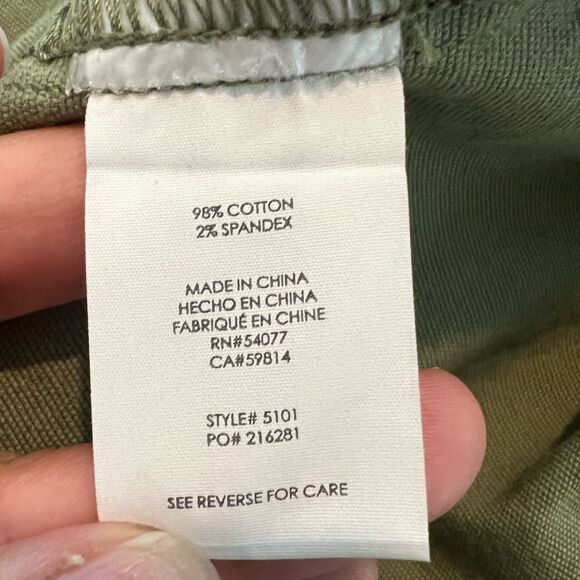 98% COTTON
2% SPANDEX
MADE IN CHINA
HECHO EN CHINA
FABRIQUÉ EN CHINE
RN#54077
CA#59814
STYLE# 5101
PO# 216281
SEE REVERSE FOR CARE